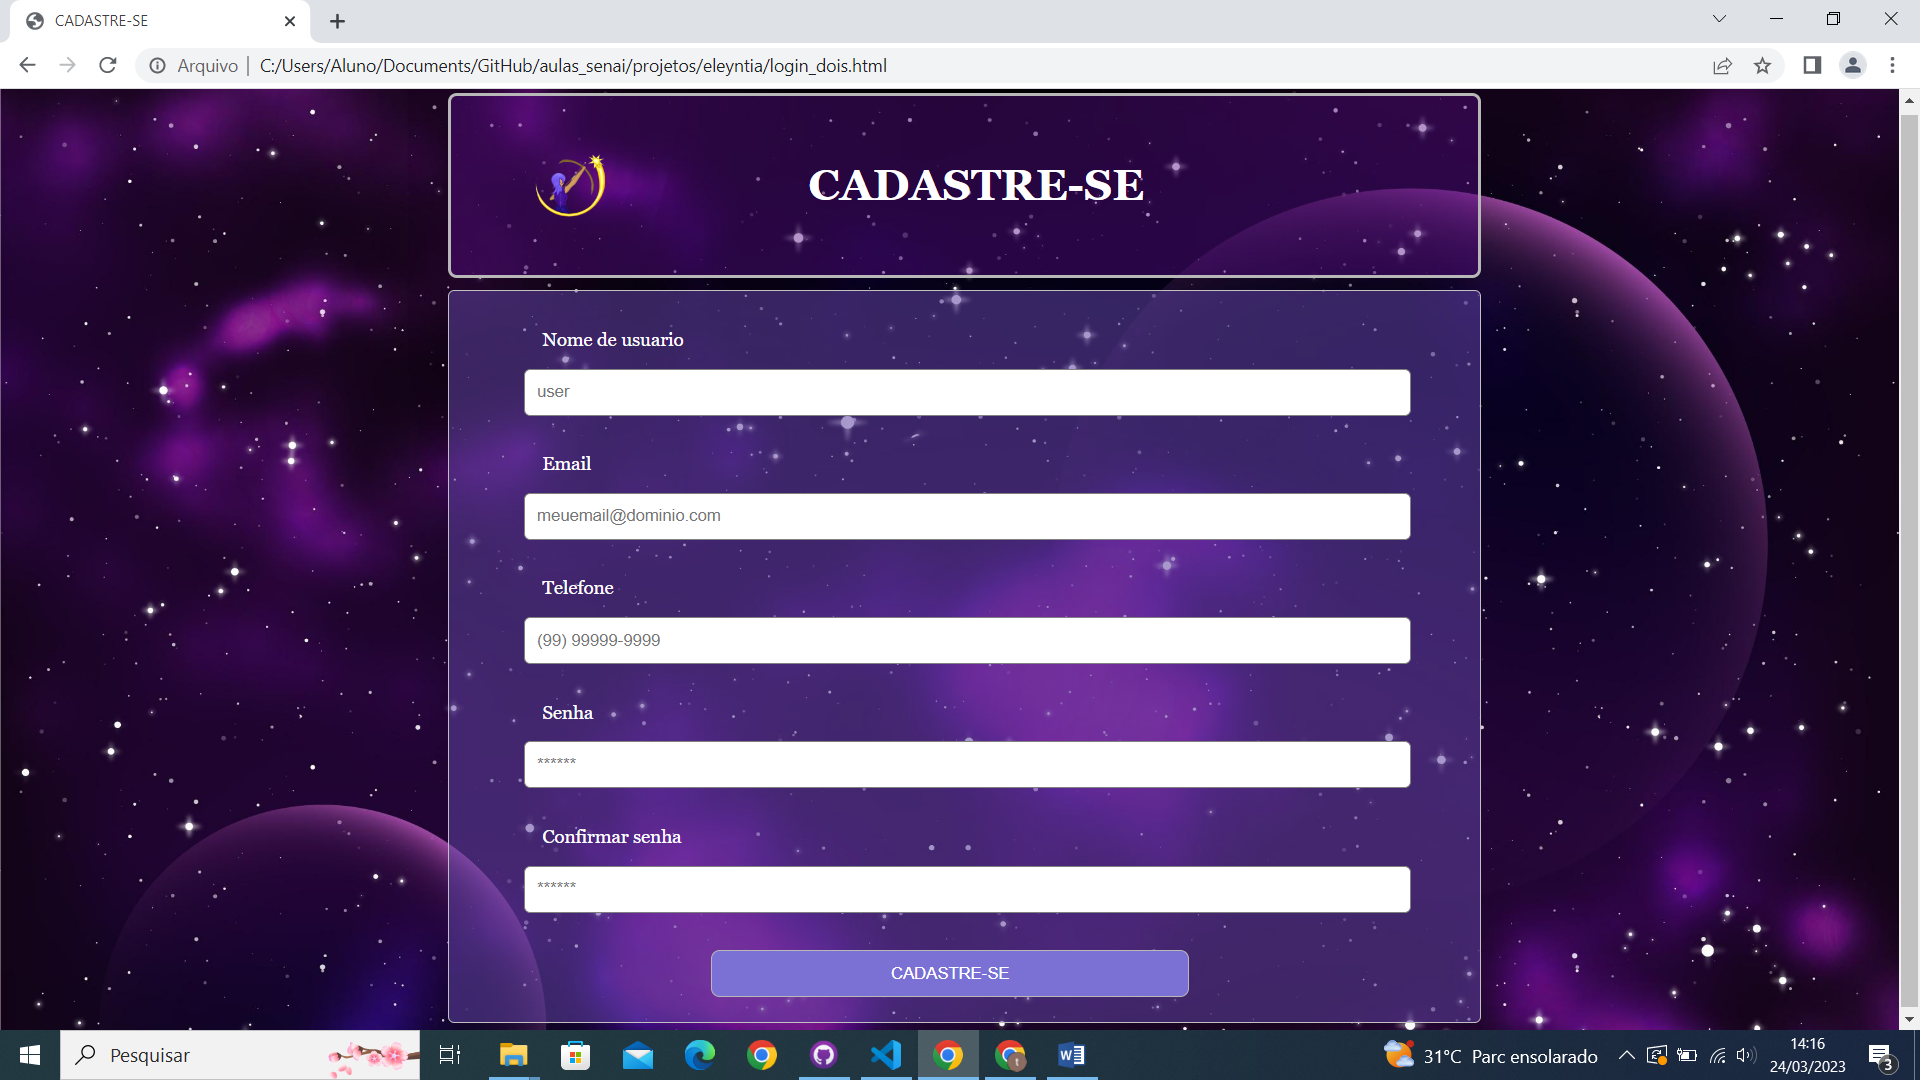 CADASTRE-SE
Arquivo | C:/Users/Aluno/Documents/GitHub/aulas_senai/projetos/eleyntia/login_dois.html
CADASTRE-SE
Nome de usuario
user
Email
meuemail@dominio.com
Telefone
(99) 99999-9999
Senha
******
Confirmar senha
******
CADASTRE-SE
Pesquisar
t
W
31°C Parc ensolarado
14:16
24/03/2023
3